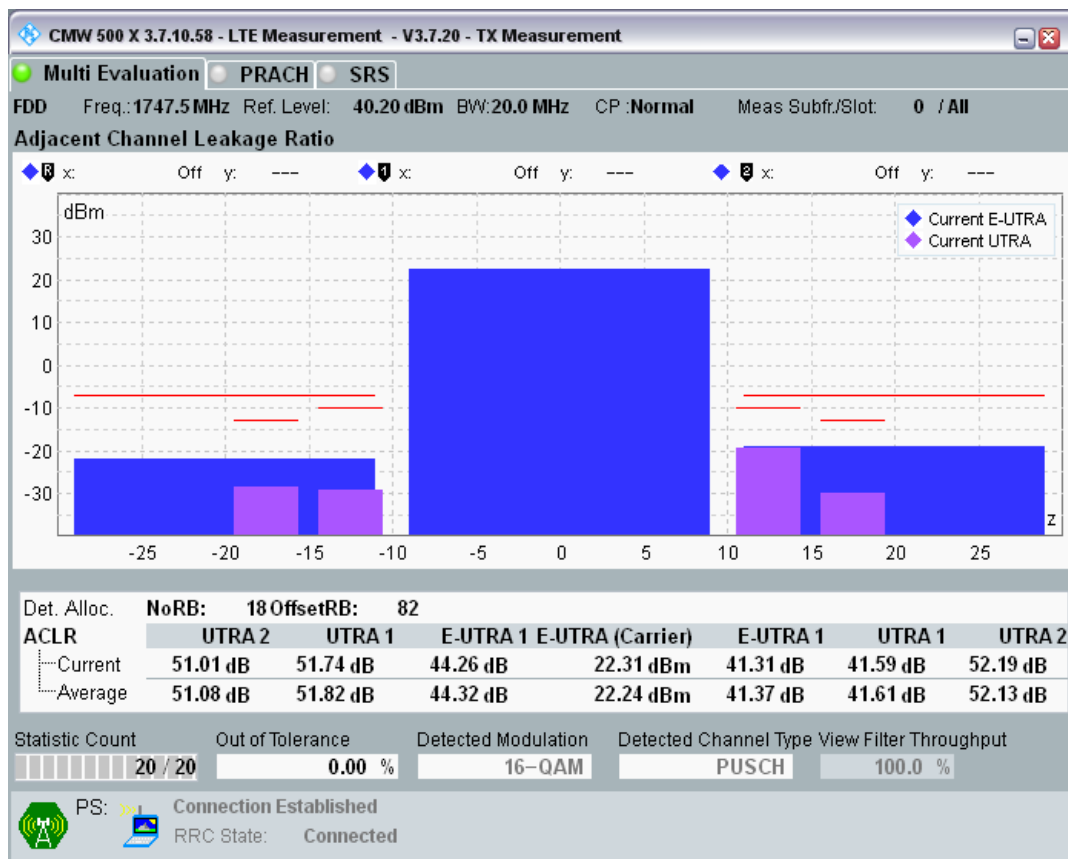 CMW 500 X 3.7.10.58 - LTE Measurement - V3.7.20 - TX Measurement
Multi Evaluation PRACH SRS
FDD Freq.:1747.5 MHz Ref. Level: 40.20 dBm BW:20.0 MHz CP :Normal Meas Subfr./Slot: 0 / All
Adjacent Channel Leakage Ratio
R x: Off y: --- 1 x: Off y: --- 2 x: Off y: ---
dBm
Current E-UTRA
Current UTRA
30
20
10
0
-10
-20
-30
z
-25 -20 -15 -10 -5 0 5 10 15 20 25
Det. Alloc. NoRB: 18 OffsetRB: 82
ACLR UTRA 2 UTRA 1 E-UTRA 1 E-UTRA (Carrier) E-UTRA 1 UTRA 1 UTRA 2
Current 51.01 dB 51.74 dB 44.26 dB 22.31 dBm 41.31 dB 41.59 dB 52.19 dB
Average 51.08 dB 51.82 dB 44.32 dB 22.24 dBm 41.37 dB 41.61 dB 52.13 dB
Statistic Count Out of Tolerance Detected Modulation Detected Channel Type View Filter Throughput
20 / 20 0.00 % 16-QAM PUSCH 100.0 %
PS: Connection Established
RRC State: Connected